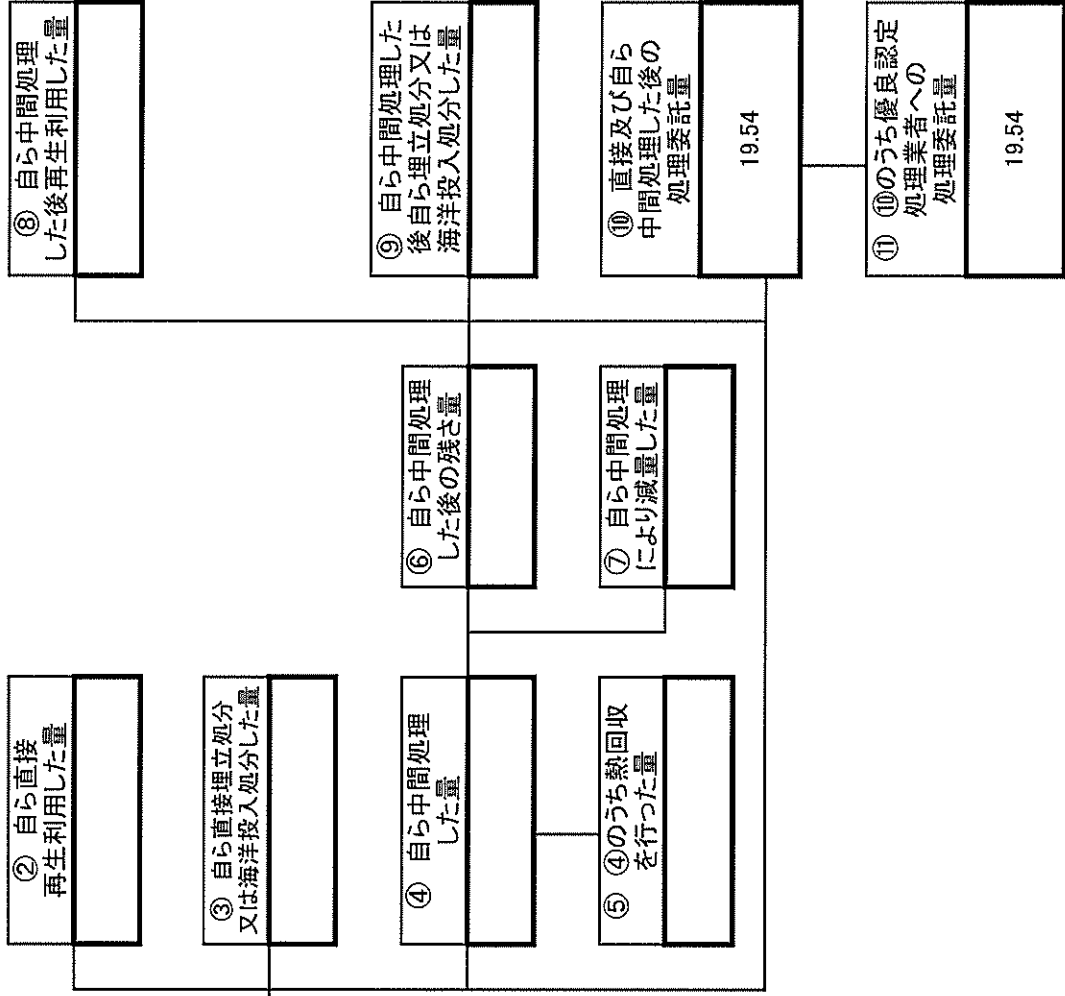 ② 自ら直接
再生利用した量
③ 自ら直接埋立処分
又は海洋投入処分した量
④ 自ら中間処理
した量
⑤ ④のうち熱回収
を行った量
⑥ 自ら中間処理
した後の残さ量
⑦ 自ら中間処理
により減量した量
⑧ 自ら中間処理
した後再生利用した量
⑨ 自ら中間処理した
後自ら埋立処分又は
海洋投入処分した量
⑩ 直接及び自ら
中間処理した後の
処理委託量
19.54
⑪ ⑩のうち優良認定
処理業者への
処理委託量
19.54